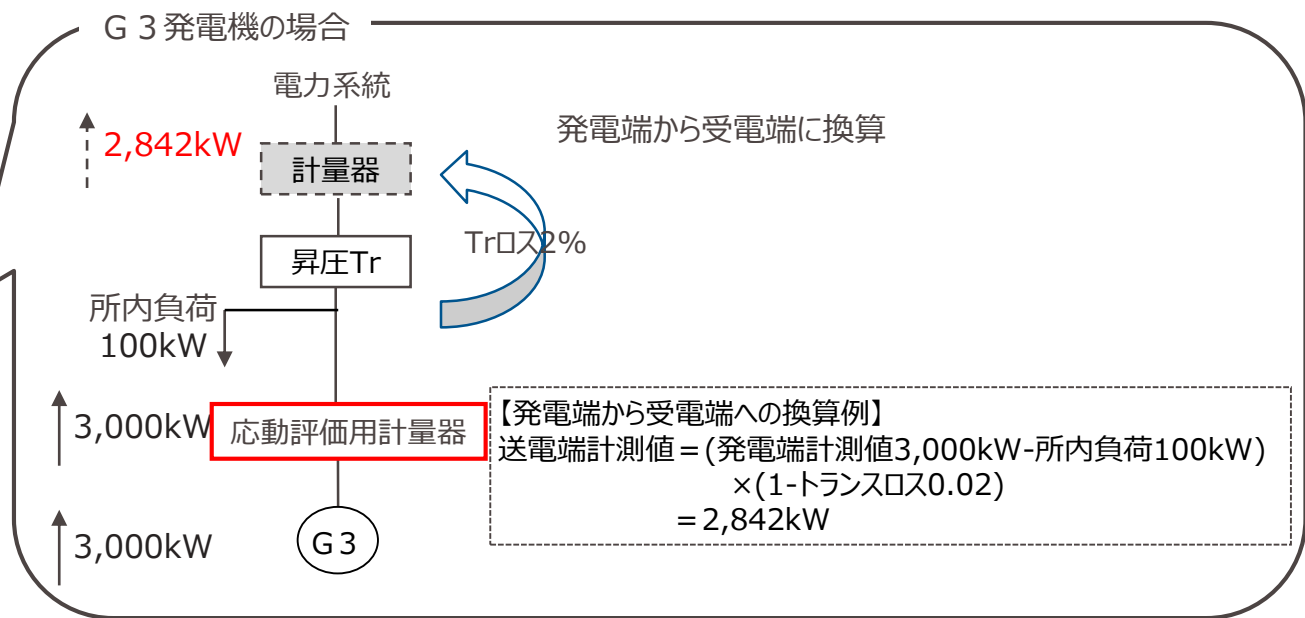 G３発電機の場合
電力系統
発電端から受電端に換算
2,842kW
計量器
Trロス2%
昇圧Tr
所内負荷
100kW
3,000kW
応動評価用計量器
【発電端から受電端への換算例】
送電端計測値＝(発電端計測値3,000kW-所内負荷100kW)
×(1-トランスロス0.02)
＝2,842kW
3,000kW
G３